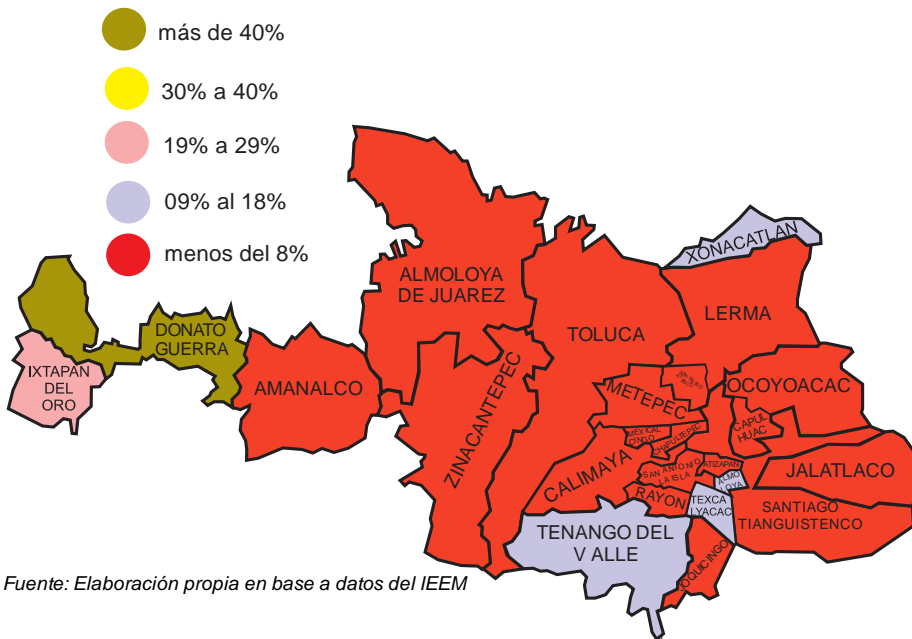 más de 40%
30% a 40%
19% a 29%
09% al 18%
menos del 8%
XONACATLAN
ALMOLOYA
DE JUAREZ
LERMA
DONATO
GUERRA
TOLUCA
IXTAPAN
DEL
ORO
AMANALCO
OCOYOACAC
METEPEC
ZINACANTEPEC
CAPUL
HUAC
MEXICAL
CINGO
CHAPULTEPEC
CALIMAYA
SAN ANTONIO
LA ISLA
ATIZAPAN
JALATLACO
ALMO
LOYA
RAYON
TEXCA
LYACAC
SANTIAGO
TIANGUISTENCO
TENANGO DEL
V ALLE
JOQUICINGO
Fuente: Elaboración propia en base a datos del IEEM